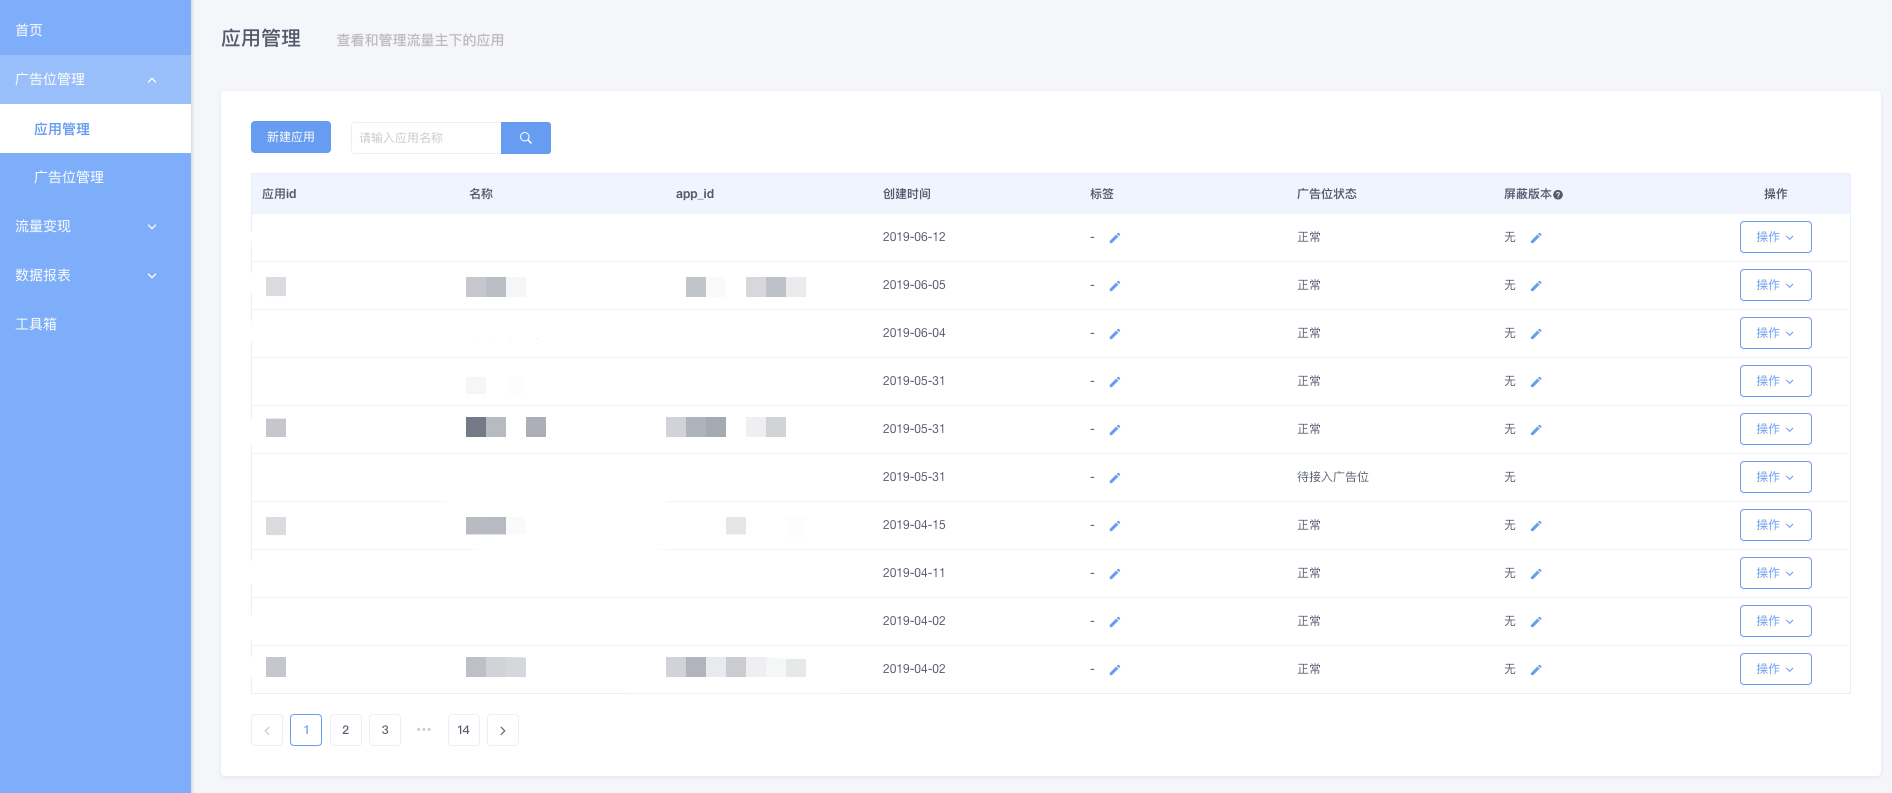 首页
广告位管理
应用管理
广告位管理
流量变现
数据报表
工具箱
应用管理 查看和管理流量主下的应用
新建应用 请输入应用名称
应用id 名称 app_id 创建时间 标签 广告位状态 屏蔽版本 操作
2019-06-12 - 正常 无 操作
2019-06-05 - 正常 无 操作
2019-06-04 - 正常 无 操作
2019-05-31 - 正常 无 操作
2019-05-31 - 正常 无 操作
2019-05-31 - 待接入广告位 无 操作
2019-04-15 - 正常 无 操作
2019-04-11 - 正常 无 操作
2019-04-02 - 正常 无 操作
2019-04-02 - 正常 无 操作
1 2 3 ••• 14